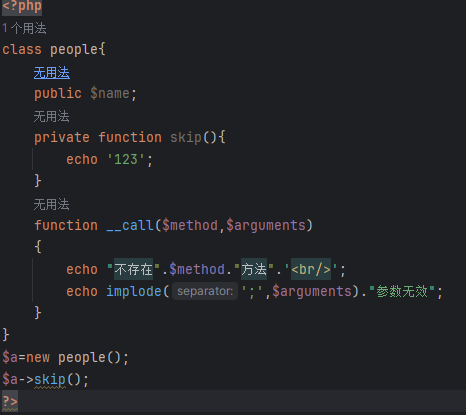 <?php
1个用法
class people{
无用法
public $name;
无用法
private function skip(){
echo '123';
}
无用法
function __call($method,$arguments)
{
echo "不存在".$method."方法".'<br/>';
echo implode( separator: ';',$arguments)."参数无效";
}
}
$a=new people();
$a->skip();
?>